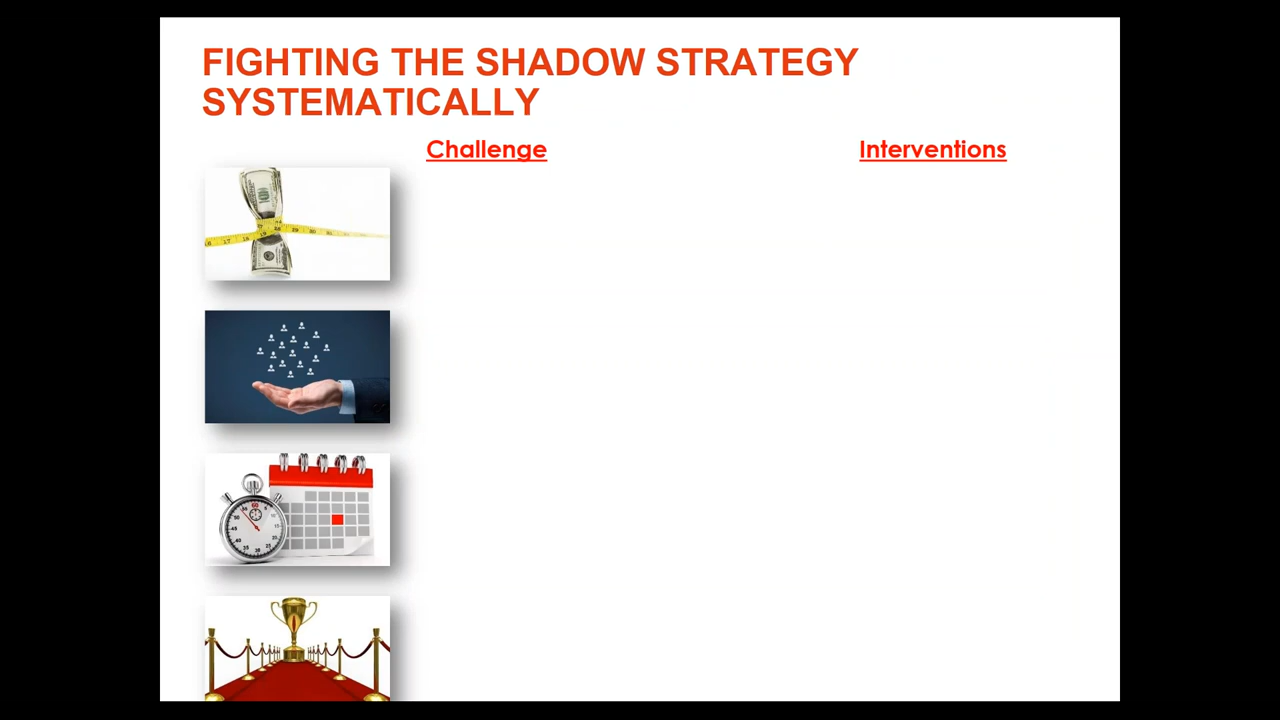 FIGHTING THE SHADOW STRATEGY
SYSTEMATICALLY
Challenge
Interventions